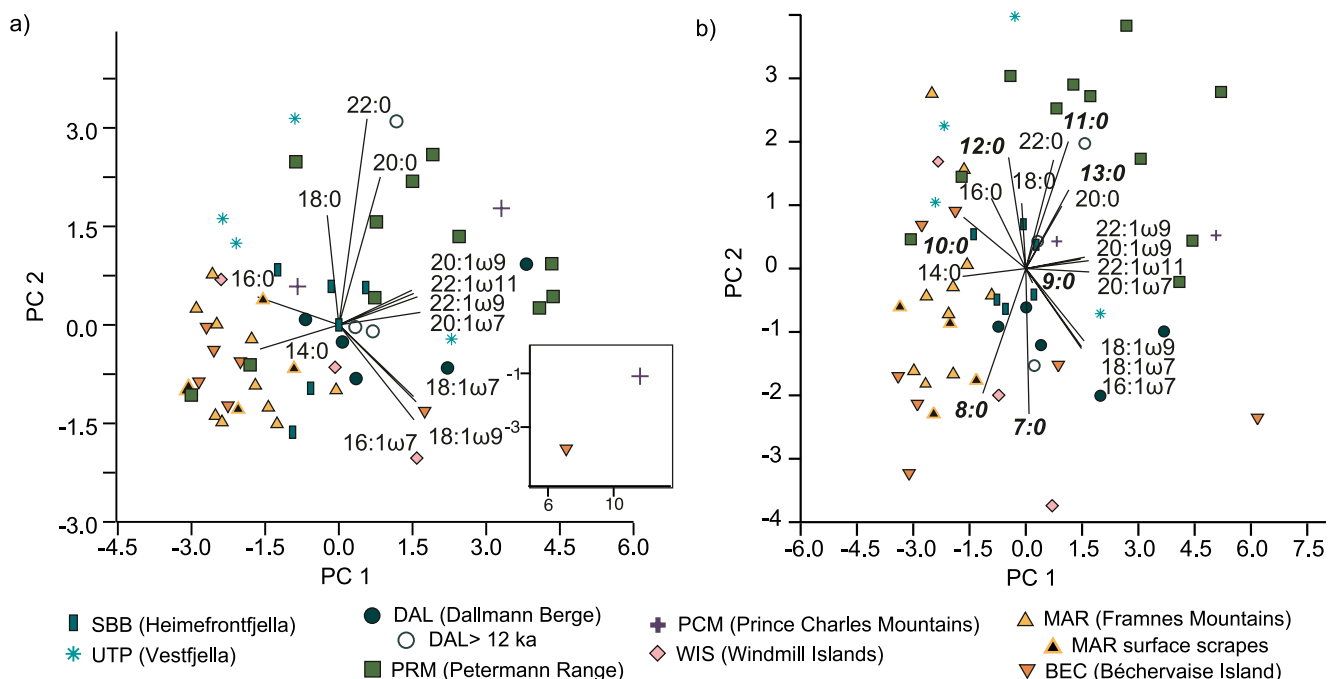 a)
PC 2
3.0
1.5
0.0
-1.5
-3.0
-4.5
-3.0
-1.5
0.0
1.5
3.0
4.5
6.0
PC 1
22:0
20:0
18:0
16:0
14:0
20:1ω9
22:1ω11
22:1ω9
20:1ω7
18:1ω7
18:1ω9
16:1ω7
-1
-3
6
10
b)
PC 2
4
3
2
1
0
-1
-2
-3
-4
-6.0
-4.5
-3.0
-1.5
0.0
1.5
3.0
4.5
6.0
7.5
PC 1
11:0
12:0
22:0
13:0
16:0
18:0
20:0
22:1ω9
20:1ω9
22:1ω11
20:1ω7
10:0
14:0
9:0
18:1ω9
18:1ω7
16:1ω7
8:0
7:0
SBB (Heimefrontfjella)
UTP (Vestfjella)
DAL (Dallmann Berge)
DAL> 12 ka
PRM (Petermann Range)
PCM (Prince Charles Mountains)
WIS (Windmill Islands)
MAR (Framnes Mountains)
MAR surface scrapes
BEC (Béchervaise Island)